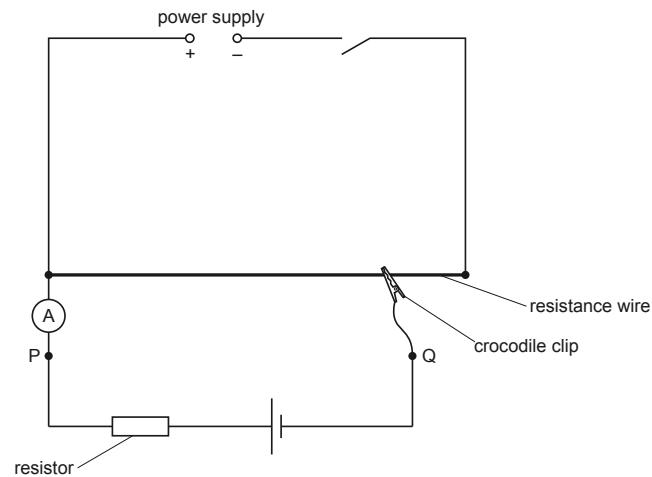 power supply
+ –
resistance wire
A
crocodile clip
P Q
resistor